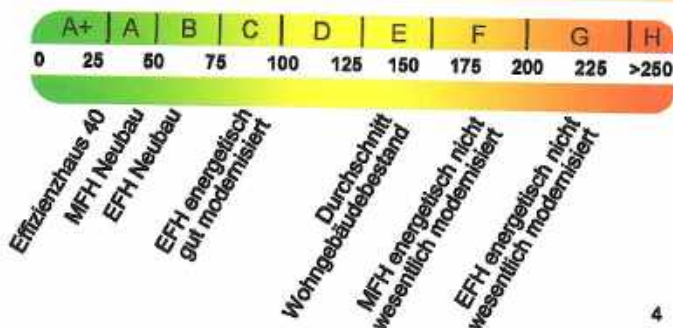 A+ A B C D E F G H
0 25 50 75 100 125 150 175 200 225 >250
Effizienzhaus 40
MFH Neubau
EFH Neubau
EFH energetisch
gut modernisiert
Durchschnitt
Wohngebäudebestand
MFH energetisch nicht
wesentlich modernisiert
EFH energetisch nicht
wesentlich modernisiert
4